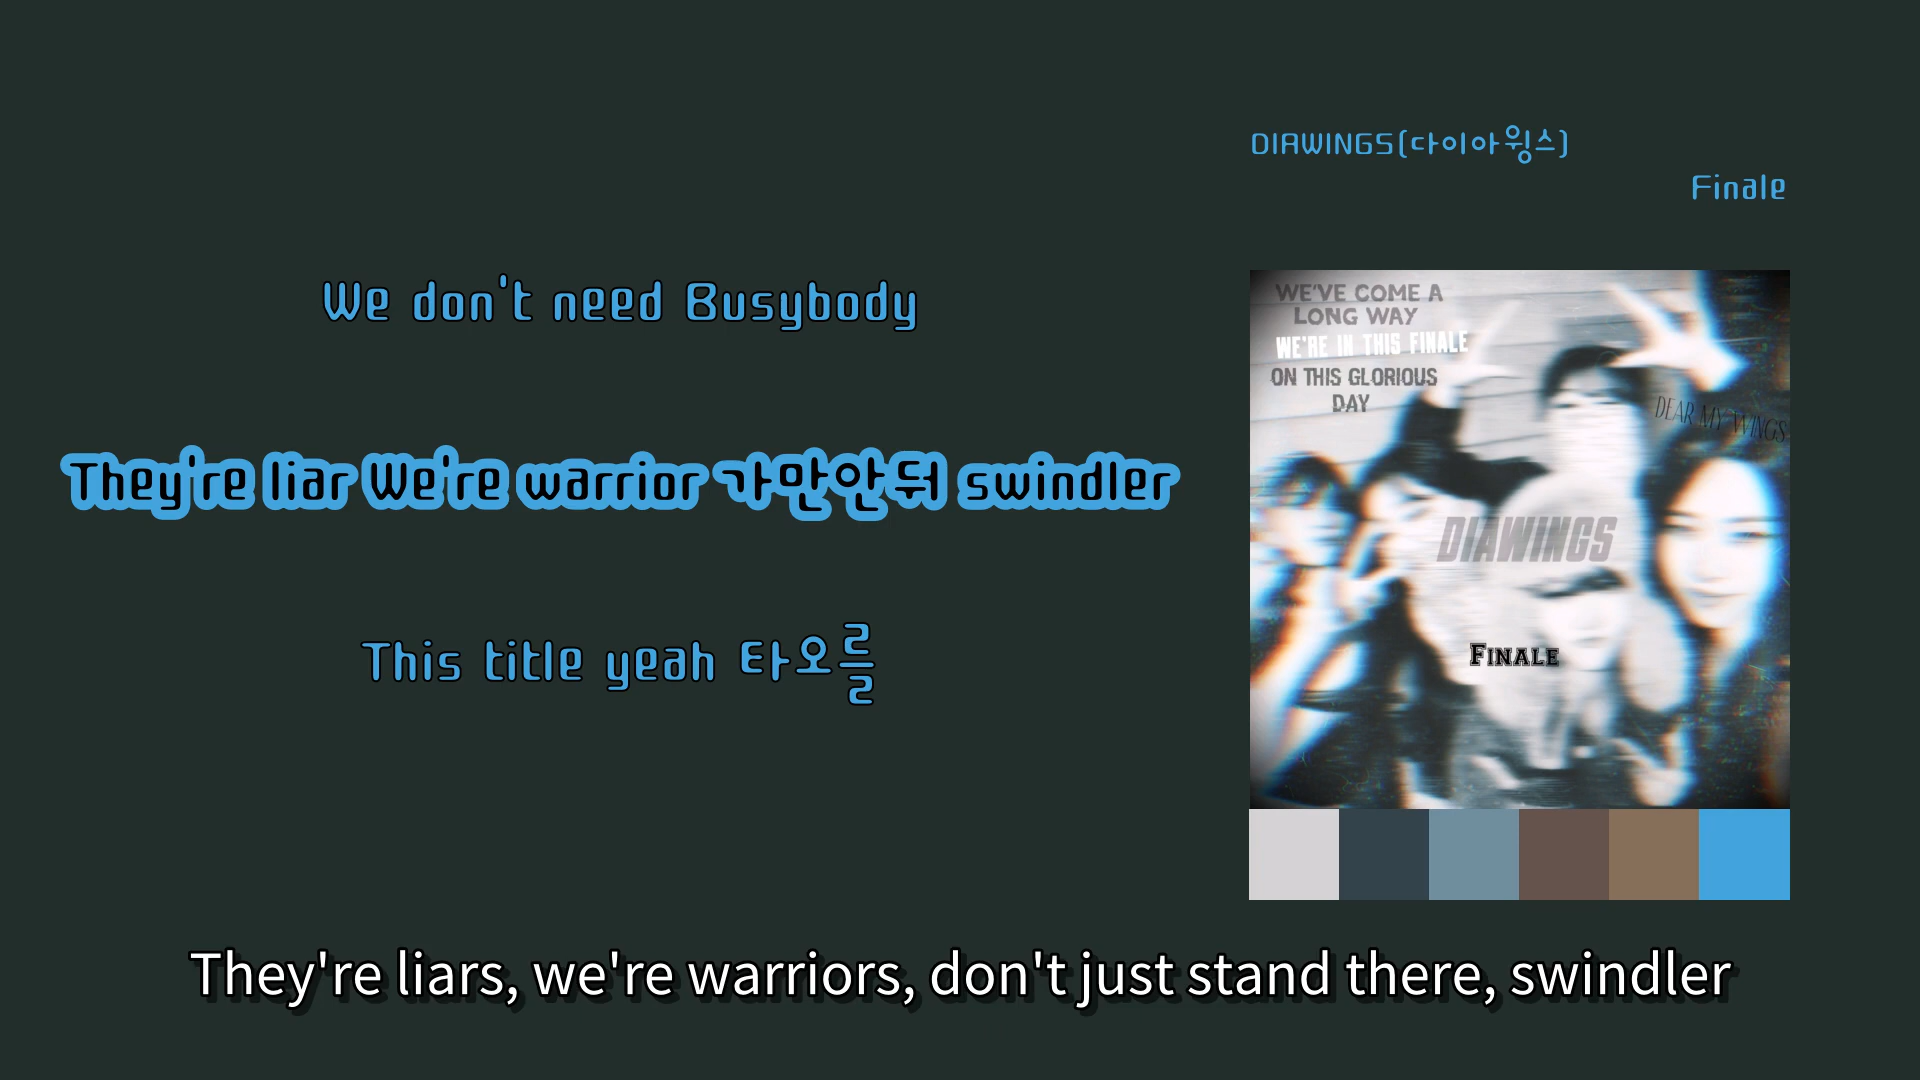 DIAWINGS(다이아윙스)
Finale
We don't need Busybody
They're liar We're warrior 가만안둬 swindler
This title yeah 타오를
WE'VE COME A
LONG WAY
WE'RE IN THIS FINALE
ON THIS GLORIOUS
DAY
DEAR MY WINGS
DIAWINGS
FINALE
They're liars, we're warriors, don't just stand there, swindler